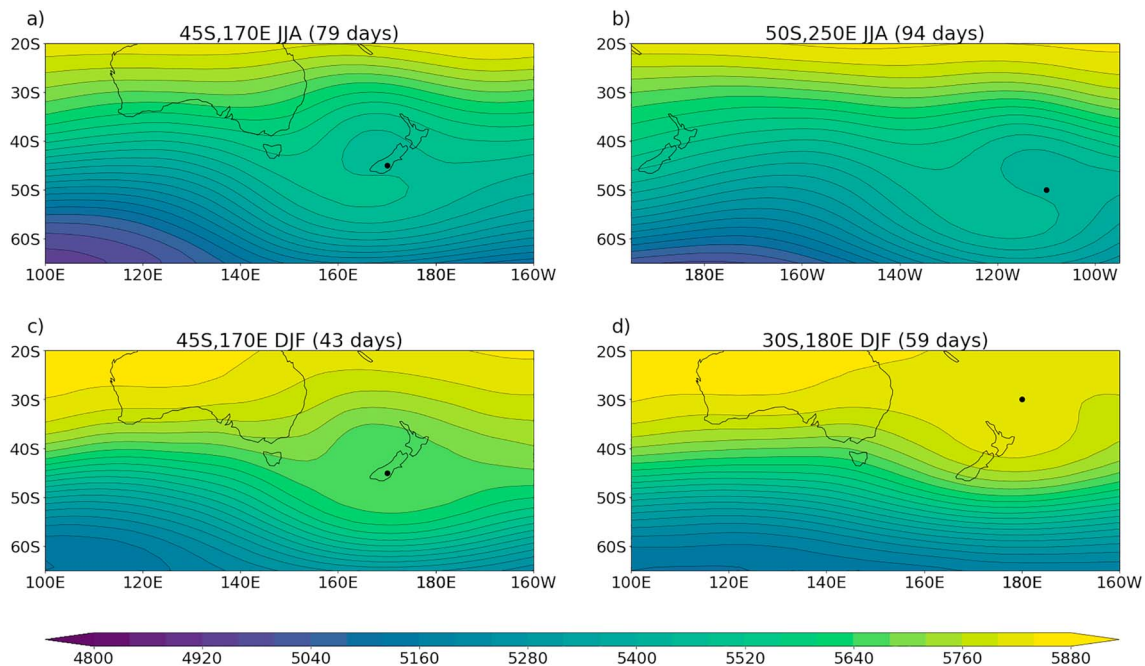 a)
45S,170E JJA (79 days)
20S
30S
40S
50S
60S
100E 120E 140E 160E 180E 160W
b)
50S,250E JJA (94 days)
20S
30S
40S
50S
60S
180E 160W 140W 120W 100W
c)
45S,170E DJF (43 days)
20S
30S
40S
50S
60S
100E 120E 140E 160E 180E 160W
d)
30S,180E DJF (59 days)
20S
30S
40S
50S
60S
100E 120E 140E 160E 180E 160W
4800 4920 5040 5160 5280 5400 5520 5640 5760 5880